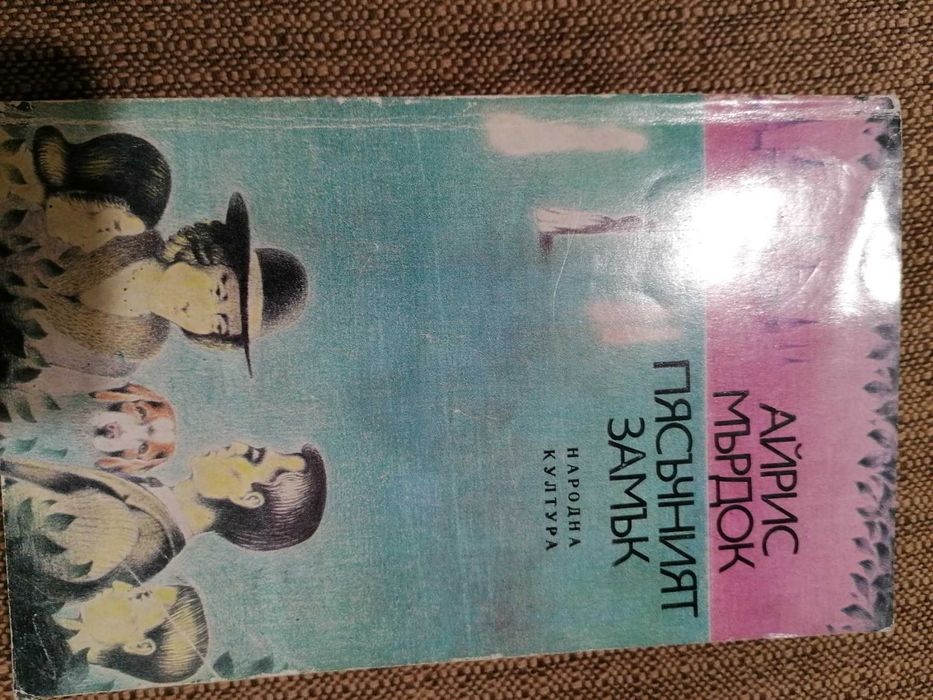 АЙРИС
МЪРДОК
ПЯСЪЧНИЯТ
ЗАМЪК
НАРОДНА
КУЛТУРА